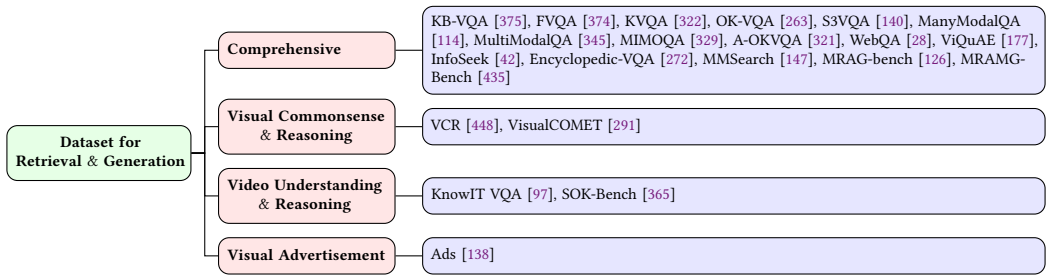 Dataset for
Retrieval & Generation
Comprehensive
KB-VQA [375], FVQA [374], KVQA [322], OK-VQA [263], S3VQA [140], ManyModalQA
[114], MultiModalQA [345], MIMOQA [329], A-OKVQA [321], WebQA [28], ViQuAE [177],
InfoSeek [42], Encyclopedic-VQA [272], MMSearch [147], MRAG-bench [126], MRAMG-
Bench [435]
Visual Commonsense
& Reasoning
VCR [448], VisualCOMET [291]
Video Understanding
& Reasoning
KnowIT VQA [97], SOK-Bench [365]
Visual Advertisement
Ads [138]